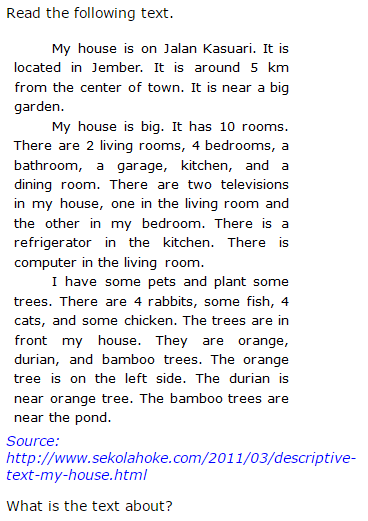 Read the following text.
My house is on Jalan Kasuari. It is
located in Jember. It is around 5 km
from the center of town. It is near a big
garden.
My house is big. It has 10 rooms.
There are 2 living rooms, 4 bedrooms, a
bathroom, a garage, kitchen, and a
dining room. There are two televisions
in my house, one in the living room and
the other in my bedroom. There is a
refrigerator in the kitchen. There is
computer in the living room.
I have some pets and plant some
trees. There are 4 rabbits, some fish, 4
cats, and some chicken. The trees are in
front my house. They are orange,
durian, and bamboo trees. The orange
tree is on the left side. The durian is
near orange tree. The bamboo trees are
near the pond.
Source:
http://www.sekolahoke.com/2011/03/descriptive-
text-my-house.html
What is the text about?